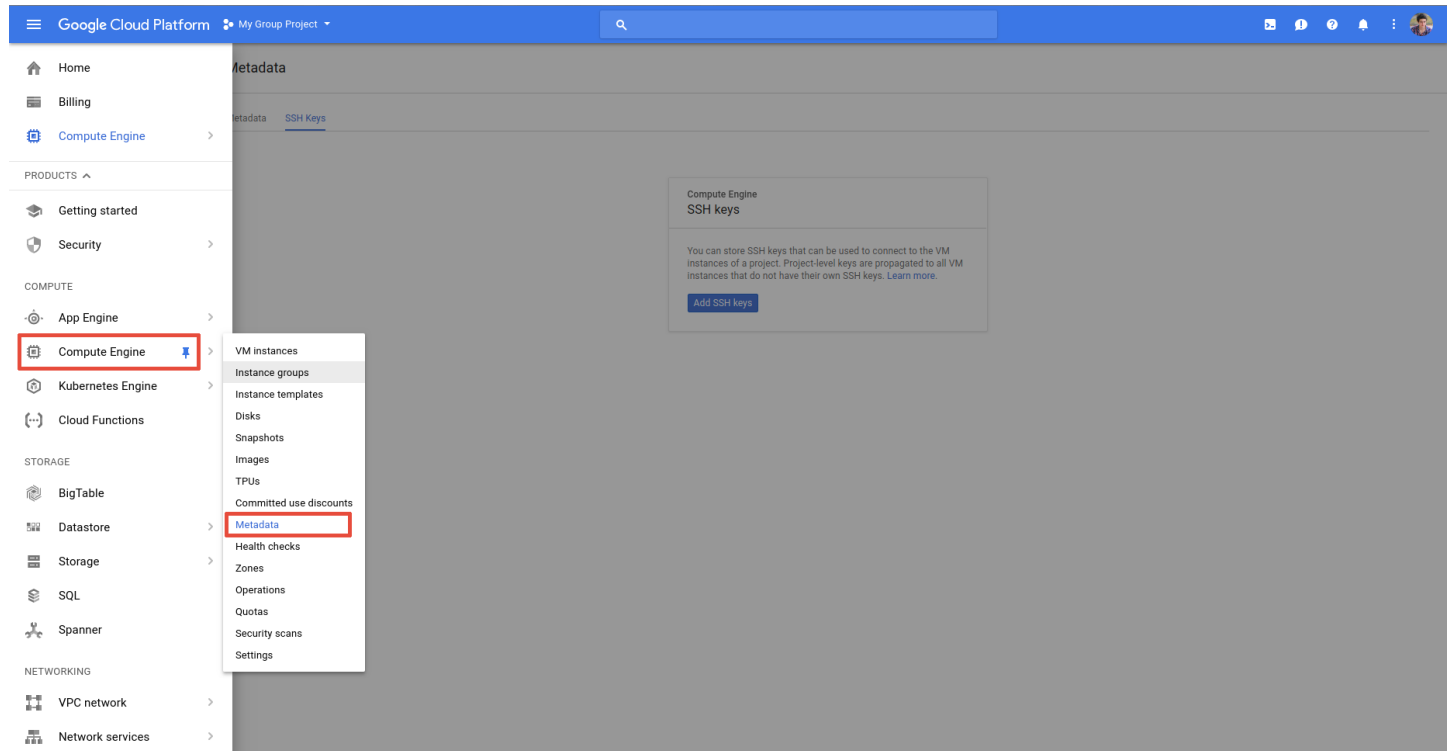 Google Cloud Platform My Group Project
Home
Billing
Compute Engine
PRODUCTS
Getting started
Security
COMPUTE
App Engine
Compute Engine
Kubernetes Engine
Cloud Functions
STORAGE
BigTable
Datastore
Storage
SQL
Spanner
NETWORKING
VPC network
Network services
VM instances
Instance groups
Instance templates
Disks
Snapshots
Images
TPUs
Committed use discounts
Metadata
Health checks
Zones
Operations
Quotas
Security scans
Settings
Metadata
etadata SSH Keys
Compute Engine
SSH keys
You can store SSH keys that can be used to connect to the VM
instances of a project. Project-level keys are propagated to all VM
instances that do not have their own SSH keys. Learn more.
Add SSH keys